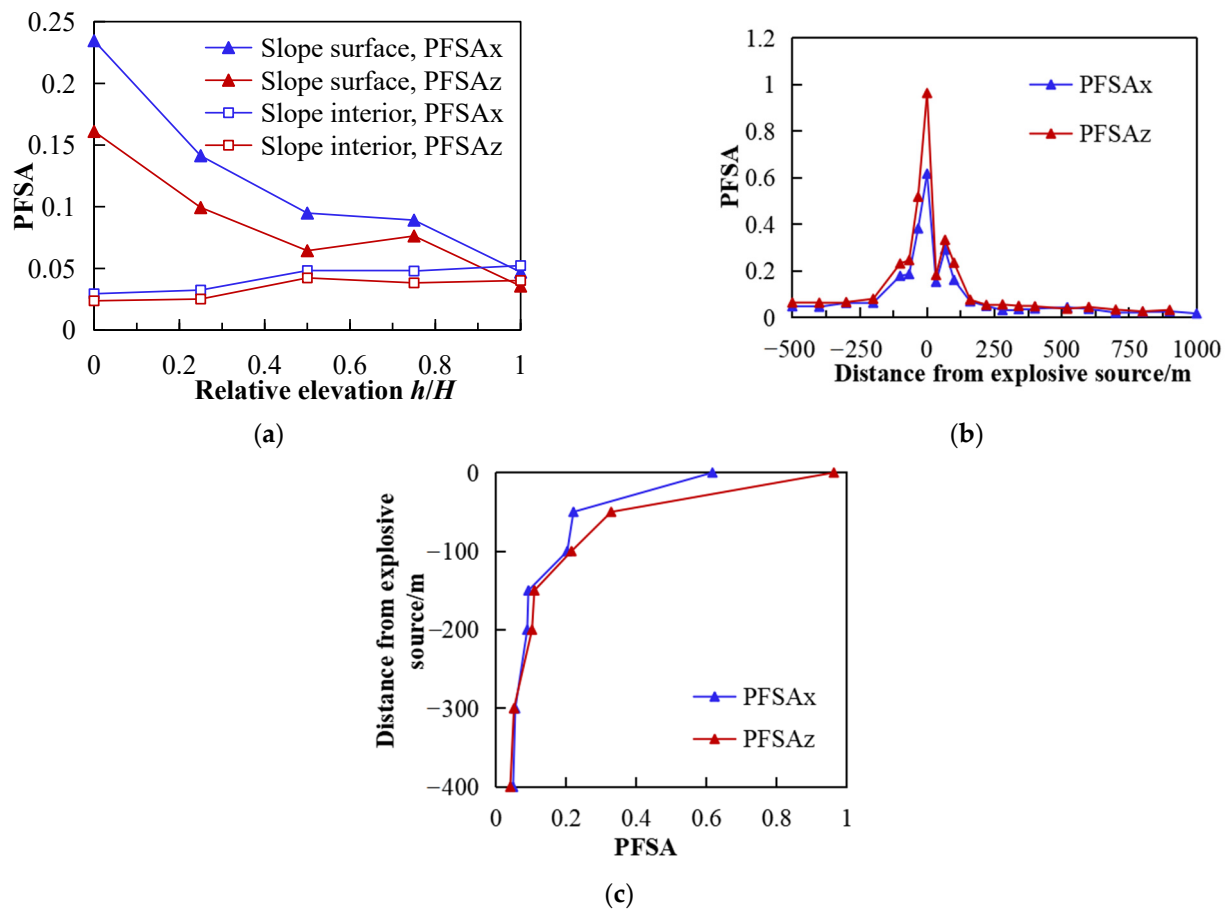 0.25
0.2
0.15
0.1
0.05
0
PFSA
Slope surface, PFSAx
Slope surface, PFSAz
Slope interior, PFSAx
Slope interior, PFSAz
0 0.2 0.4 0.6 0.8 1
Relative elevation h/H
(a)
1.2
1
0.8
0.6
0.4
0.2
0
PFSA
PFSAx
PFSAz
−500 −250 0 250 500 750 1000
Distance from explosive source/m
(b)
0
−100
−200
−300
−400
Distance from explosive
source/m
PFSAx
PFSAz
0 0.2 0.4 0.6 0.8 1
PFSA
(c)